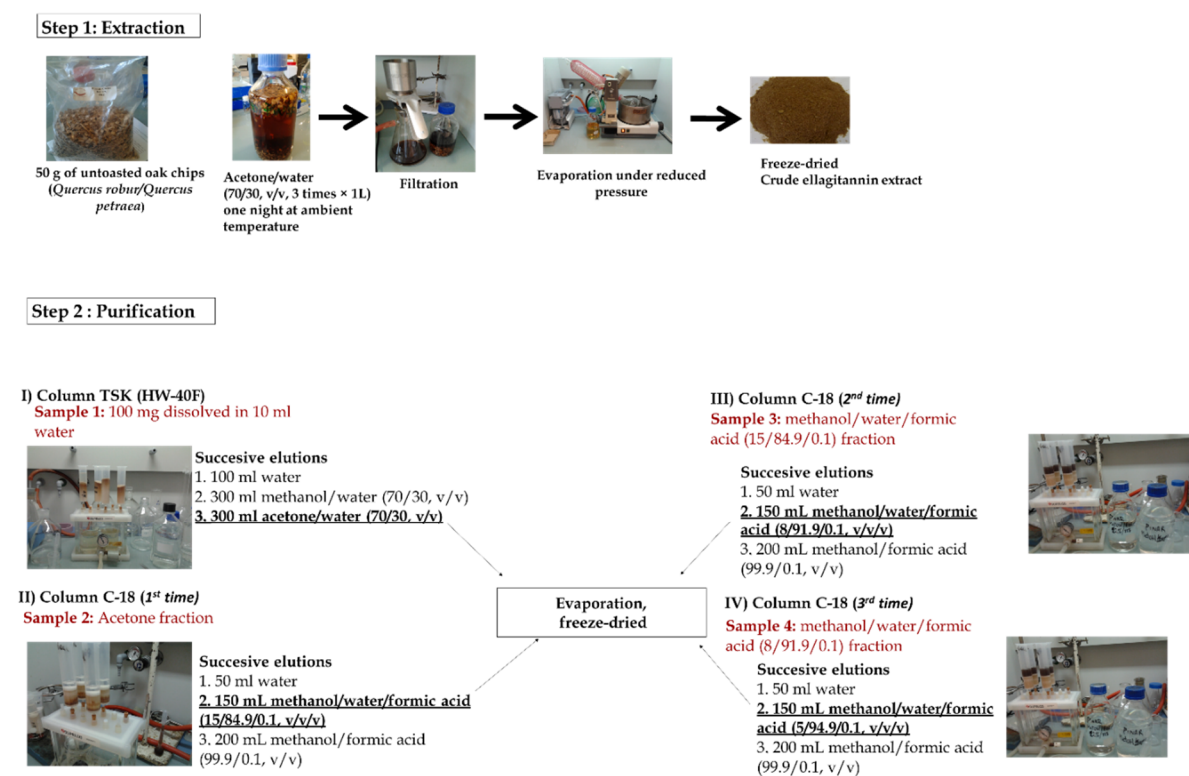 Step 1: Extraction
50 g of untoasted oak chips
(Quercus robur/Quercus
petraea)
Acetone/water
(70/30, v/v, 3 times × 1L)
one night at ambient
temperature
Filtration
Evaporation under reduced
pressure
Freeze-dried
Crude ellagitannin extract
Step 2 : Purification
I) Column TSK (HW-40F)
Sample 1: 100 mg dissolved in 10 ml
water
Succesive elutions
1. 100 ml water
2. 300 ml methanol/water (70/30, v/v)
3. 300 ml acetone/water (70/30, v/v)
II) Column C-18 (1st time)
Sample 2: Acetone fraction
Succesive elutions
1. 50 ml water
2. 150 mL methanol/water/formic acid
(15/84.9/0.1, v/v/v)
3. 200 mL methanol/formic acid
(99.9/0.1, v/v)
Evaporation,
freeze-dried
III) Column C-18 (2nd time)
Sample 3: methanol/water/formic
acid (15/84.9/0.1) fraction
Succesive elutions
1. 50 ml water
2. 150 mL methanol/water/formic
acid (8/91.9/0.1, v/v/v)
3. 200 mL methanol/formic acid
(99.9/0.1, v/v)
IV) Column C-18 (3rd time)
Sample 4: methanol/water/formic
acid (8/91.9/0.1) fraction
Succesive elutions
1. 50 ml water
2. 150 mL methanol/water/formic
acid (5/94.9/0.1, v/v/v)
3. 200 mL methanol/formic acid
(99.9/0.1, v/v)